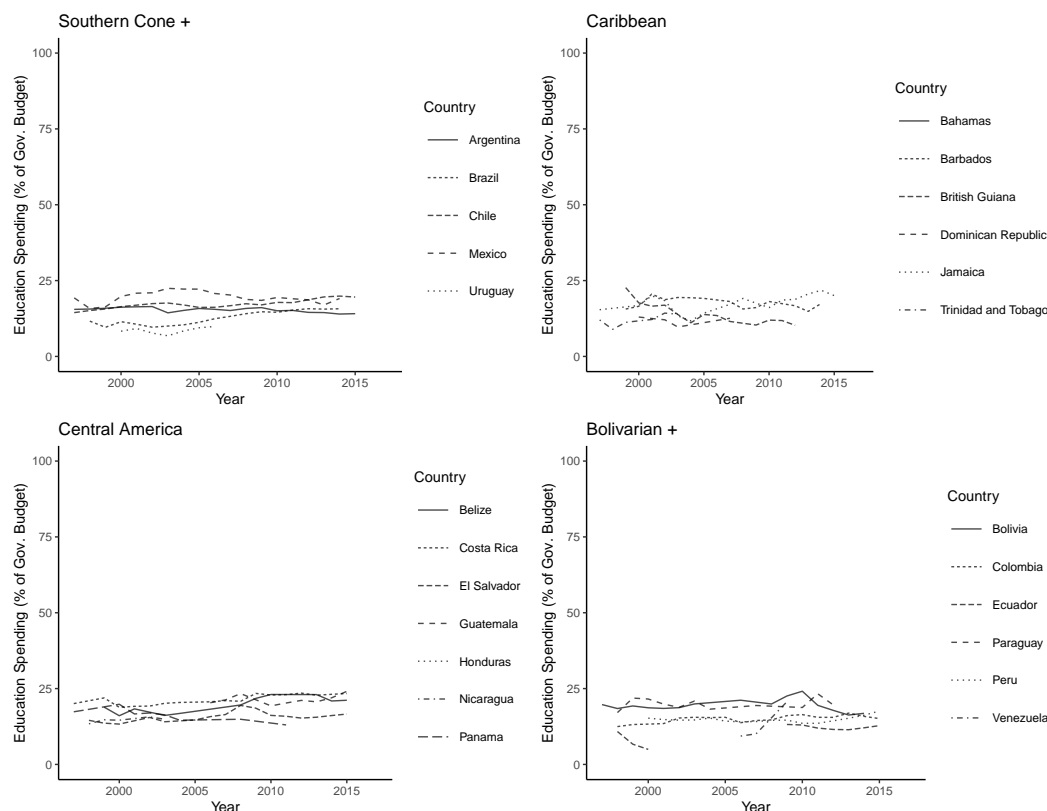 Southern Cone +
Education Spending (% of Gov. Budget)
100
75
50
25
0
2000
2005
2010
2015
Year
Country
Argentina
Brazil
Chile
Mexico
Uruguay
Caribbean
Education Spending (% of Gov. Budget)
100
75
50
25
0
2000
2005
2010
2015
Year
Country
Bahamas
Barbados
British Guiana
Dominican Republic
Jamaica
Trinidad and Tobago
Central America
Education Spending (% of Gov. Budget)
100
75
50
25
0
2000
2005
2010
2015
Year
Country
Belize
Costa Rica
El Salvador
Guatemala
Honduras
Nicaragua
Panama
Bolivarian +
Education Spending (% of Gov. Budget)
100
75
50
25
0
2000
2005
2010
2015
Year
Country
Bolivia
Colombia
Ecuador
Paraguay
Peru
Venezuela